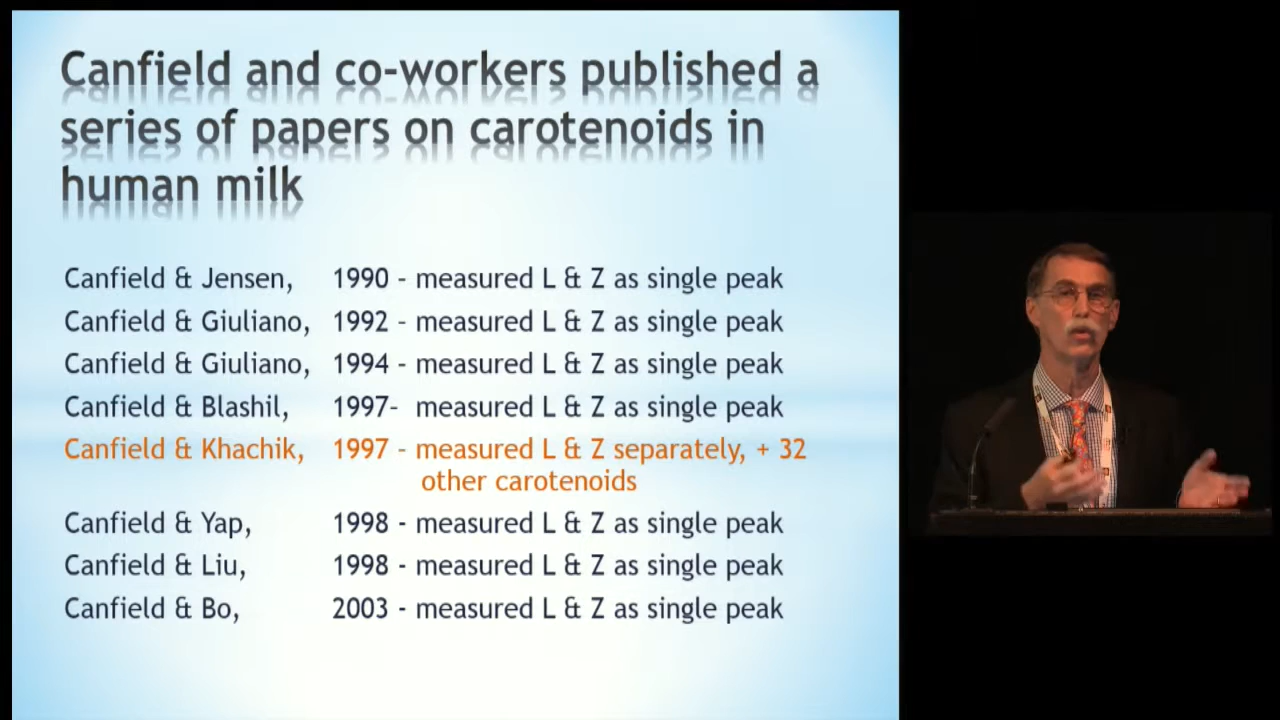 Canfield and co-workers published a
series of papers on carotenoids in
human milk
Canfield & Jensen, 1990 - measured L & Z as single peak
Canfield & Giuliano, 1992 - measured L & Z as single peak
Canfield & Giuliano, 1994 - measured L & Z as single peak
Canfield & Blashil, 1997- measured L & Z as single peak
Canfield & Khachik, 1997 - measured L & Z separately, + 32
other carotenoids
Canfield & Yap, 1998 - measured L & Z as single peak
Canfield & Liu, 1998 - measured L & Z as single peak
Canfield & Bo, 2003 - measured L & Z as single peak